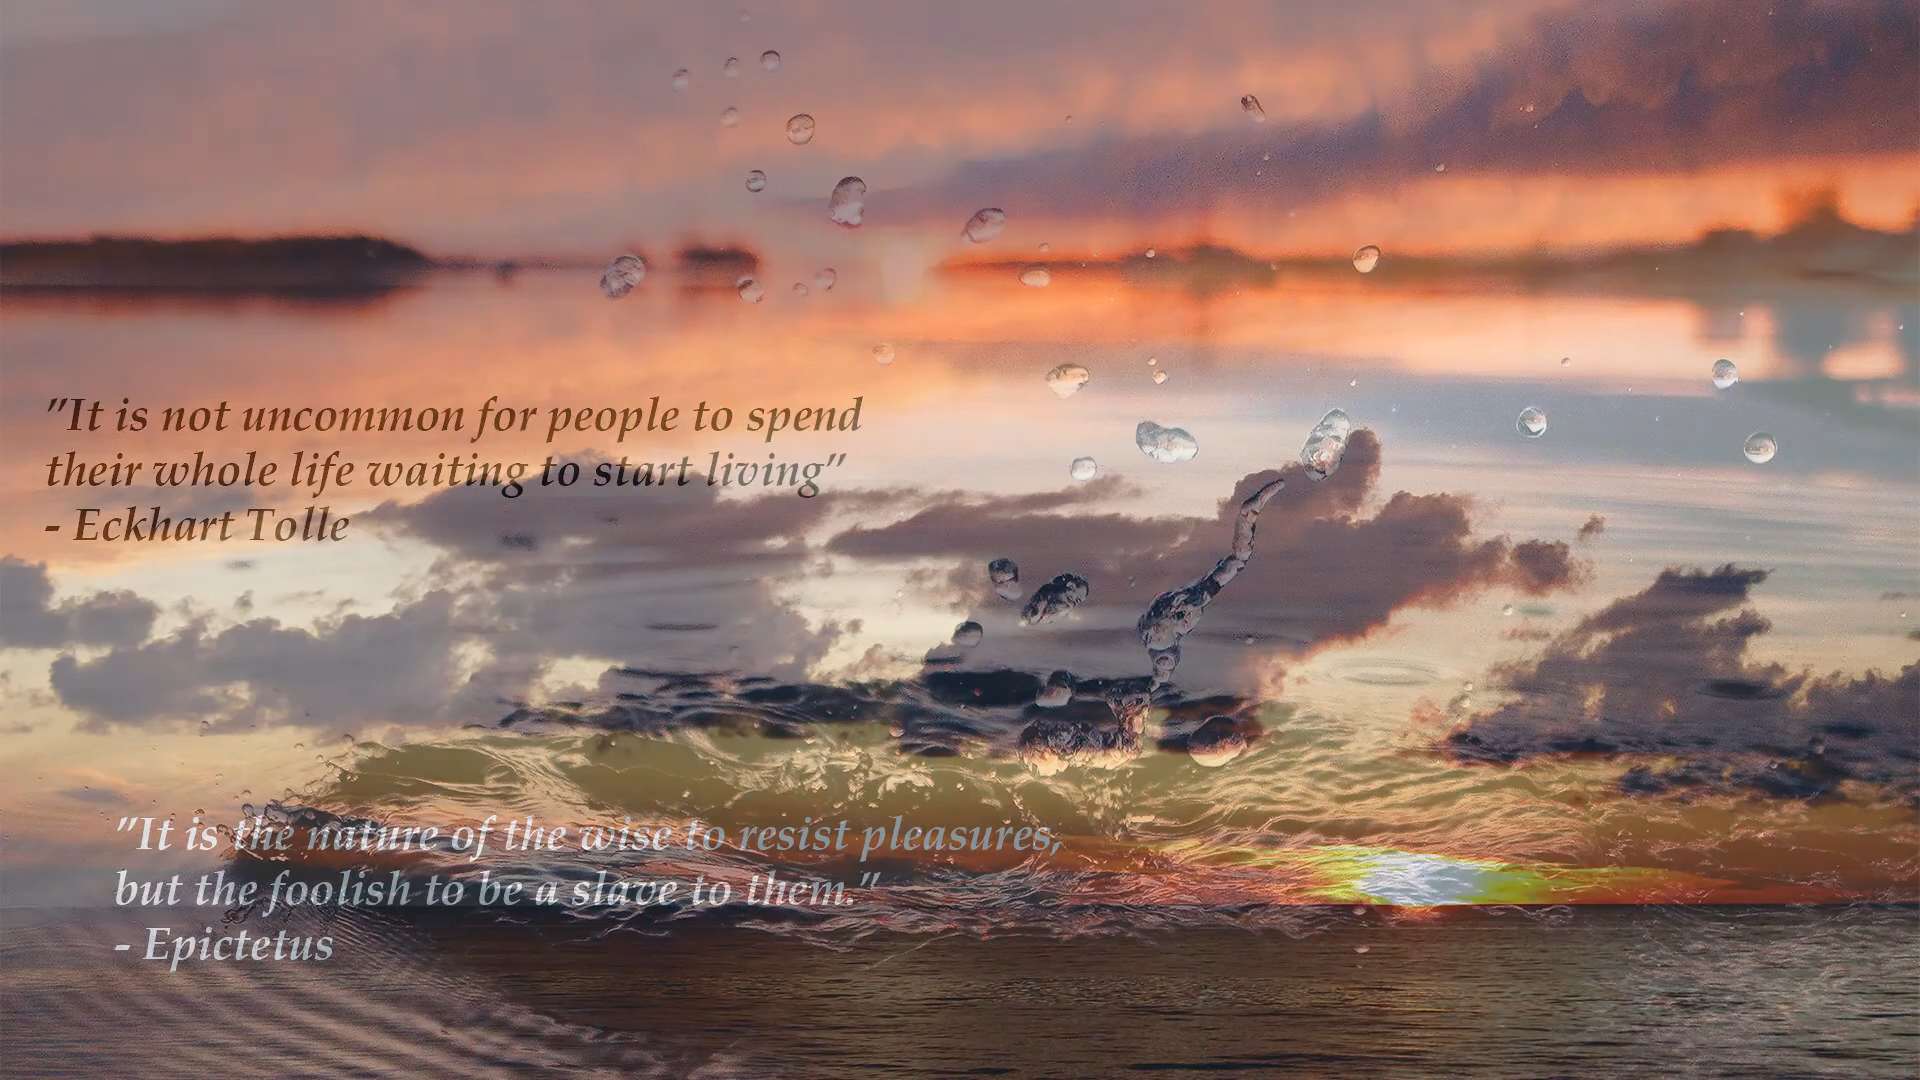 "It is not uncommon for people to spend
their whole life waiting to start living"
- Eckhart Tolle
"It is the nature of the wise to resist pleasures,
but the foolish to be a slave to them."
- Epictetus